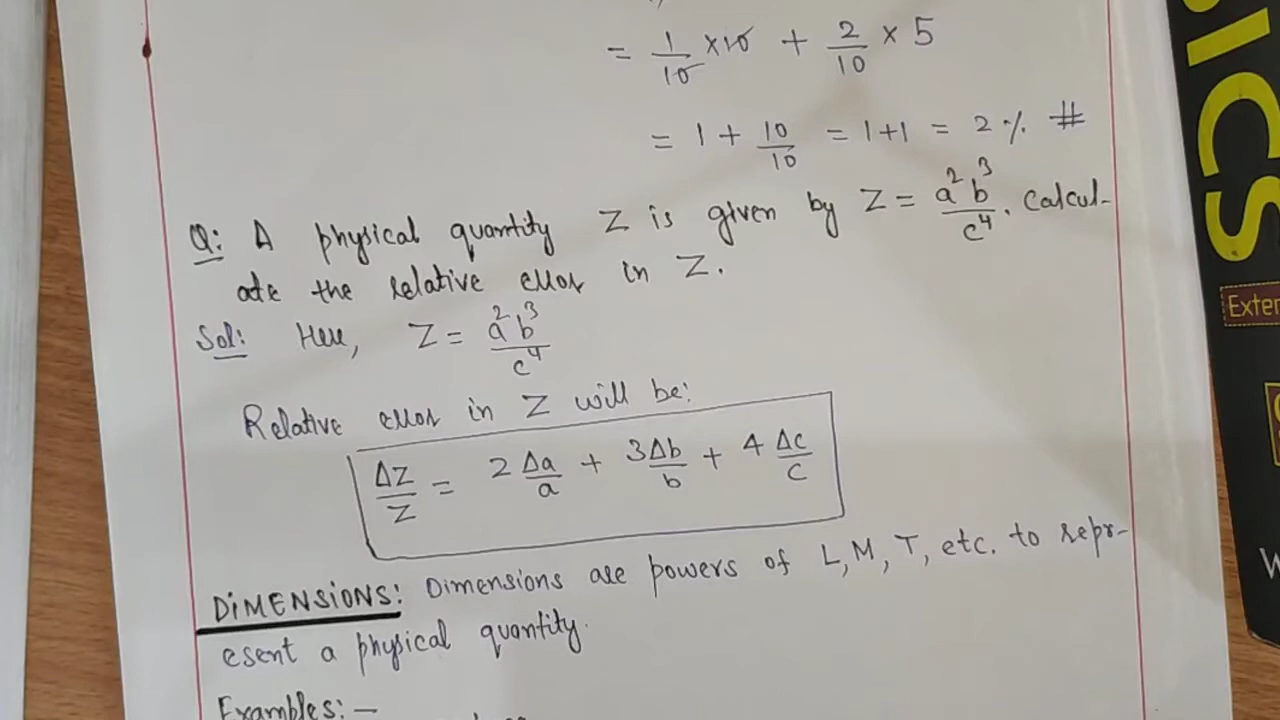 = 1/10 × 10 + 2/10 × 5
= 1 + 10/10 = 1+1 = 2% #
Q: A physical quantity Z is given by Z = a²b³/c⁴. Calcul-
ate the relative error in Z.
Sol: Here, Z = a²b³/c⁴
Relative error in Z will be:
ΔZ/Z = 2 Δa/a + 3Δb/b + 4 Δc/c
DIMENSIONS: Dimensions are powers of L, M, T, etc. to repr-
esent a physical quantity.
Examples: —
ICS
Exter